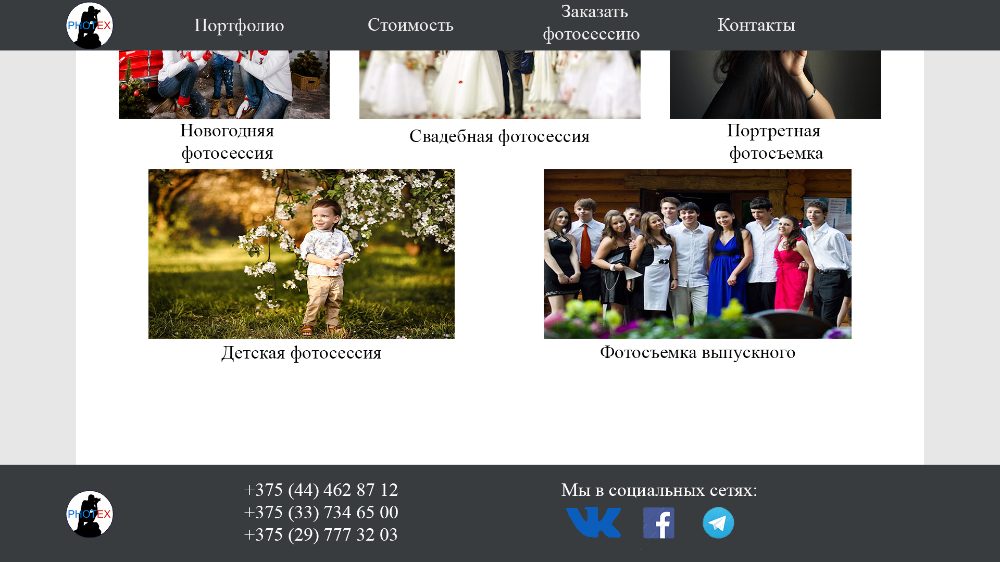 PHOTEX
Портфолио
Стоимость
Заказать
фотосессию
Контакты
Новогодняя
фотосессия
Свадебная фотосессия
Портретная
фотосъемка
Детская фотосессия
Фотосъемка выпускного
PHOTEX
+375 (44) 462 87 12
+375 (33) 734 65 00
+375 (29) 777 32 03
Мы в социальных сетях: